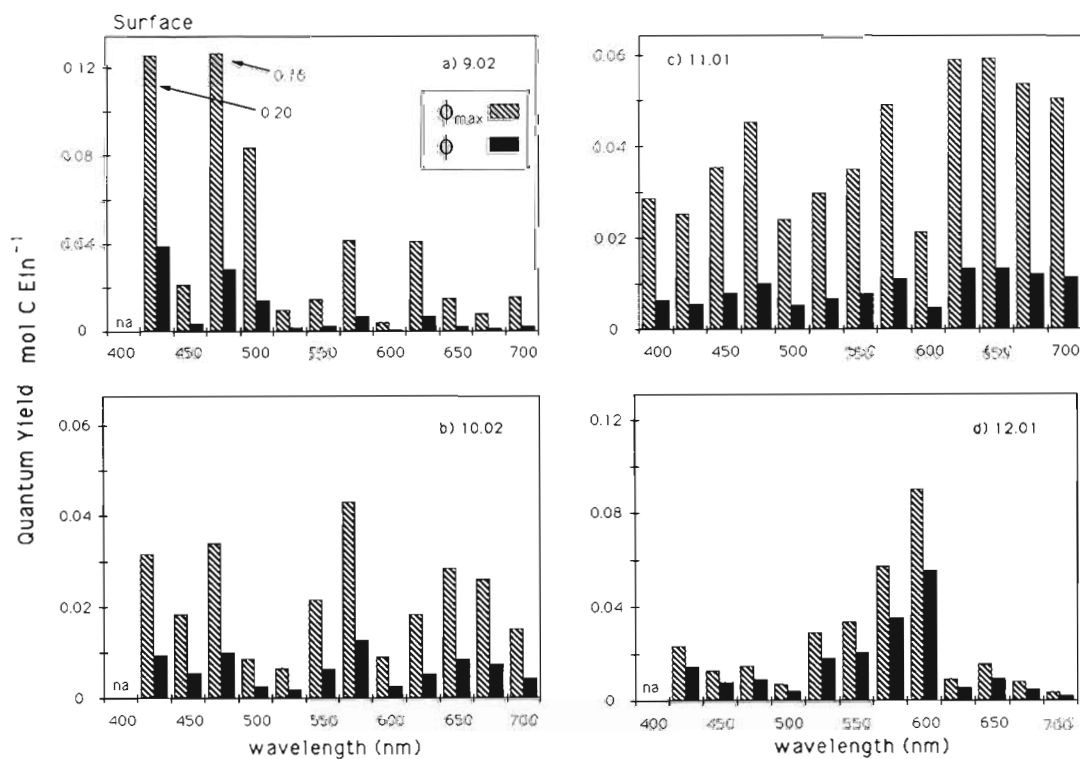 Surface
Quantum Yield mol C EIn⁻¹
a) 9.02
0.16
0.20
ϕ max
ϕ
0.12
0.08
0.04
0
na
400 450 500 550 600 650 700
c) 11.01
0.06
0.04
0.02
0
400 450 500 550 600 650 700
b) 10.02
0.06
0.04
0.02
0
na
400 450 500 550 600 650 700
wavelength (nm)
d) 12.01
0.12
0.08
0.04
0
na
400 450 500 550 600 650 700
wavelength (nm)